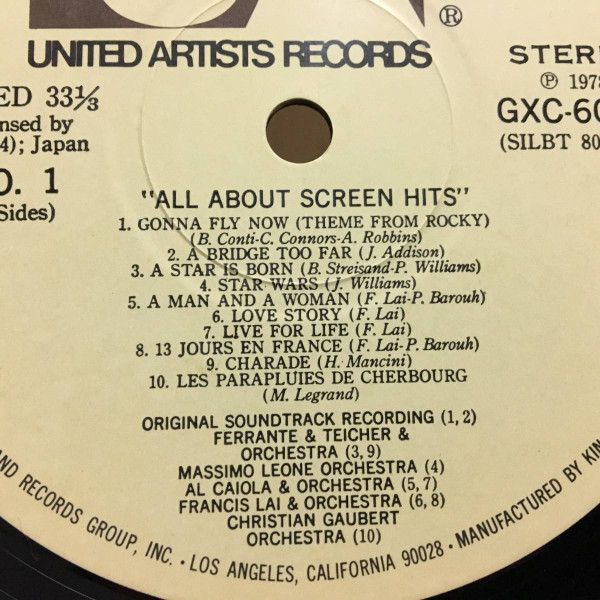 ®
UNITED ARTISTS RECORDS
STER
Ⓟ 1978
ED 33⅓
GXC-60
nsed by
(SILBT 80
4); Japan
O. 1
Sides)
"ALL ABOUT SCREEN HITS"
1. GONNA FLY NOW (THEME FROM ROCKY)
(B. Conti-C. Connors-A. Robbins)
2. A BRIDGE TOO FAR (J. Addison)
3. A STAR IS BORN (B. Streisand-P. Williams)
4. STAR WARS (J. Williams)
5. A MAN AND A WOMAN (F. Lai-P. Barouh)
6. LOVE STORY (F. Lai)
7. LIVE FOR LIFE (F. Lai)
8. 13 JOURS EN FRANCE (F. Lai-P. Barouh)
9. CHARADE (H. Mancini)
10. LES PARAPLUIES DE CHERBOURG
(M. Legrand)
ORIGINAL SOUNDTRACK RECORDING (1, 2)
FERRANTE & TEICHER &
ORCHESTRA (3, 9)
MASSIMO LEONE ORCHESTRA (4)
AL CAIOLA & ORCHESTRA (5, 7)
FRANCIS LAI & ORCHESTRA (6, 8)
CHRISTIAN GAUBERT
ORCHESTRA (10)
ND RECORDS GROUP, INC. • LOS ANGELES, CALIFORNIA 90028 • MANUFACTURED BY KIN